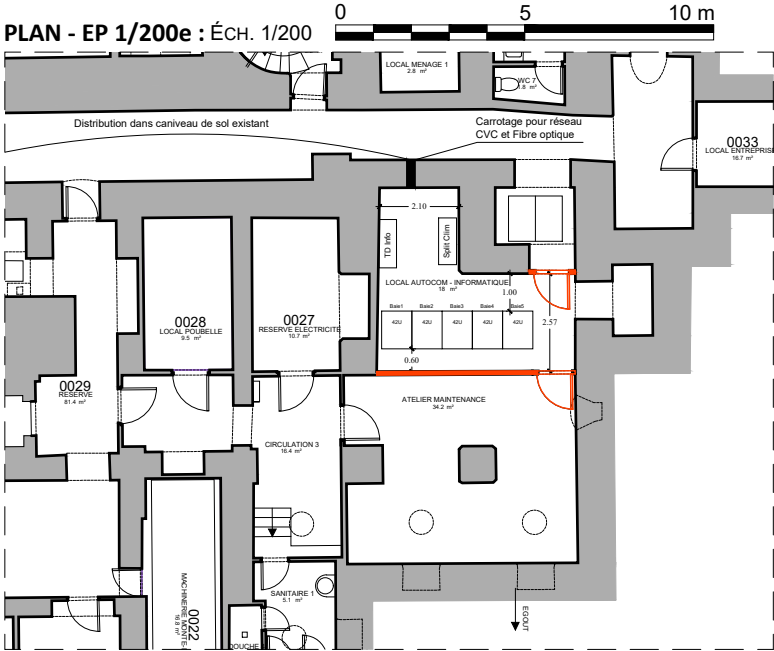 PLAN - EP 1/200e : ÉCH. 1/200
0 5 10 m
LOCAL MENAGE 1
2.8 m²
WC 7
1.8 m²
Distribution dans caniveau de sol existant
Carrotage pour réseau
CVC et Fibre optique
0033
LOCAL ENTREPRISE
16.7 m²
2.10
TD Info
Split Clim
LOCAL AUTOCOM - INFORMATIQUE
18 m²
1.00
2.57
Baie1 Baie2 Baie3 Baie4 Baie5
42U 42U 42U 42U 42U
0.60
0028
LOCAL POUBELLE
9.5 m²
0027
RESERVE ELECTRICITE
10.7 m²
0029
RESERVE
81.4 m²
ATELIER MAINTENANCE
34.2 m²
CIRCULATION 3
16.4 m²
0022
MACHINERIE MONTE-
16.8 m²
SANITAIRE 1
5.1 m²
DOUCHE
EGOUT